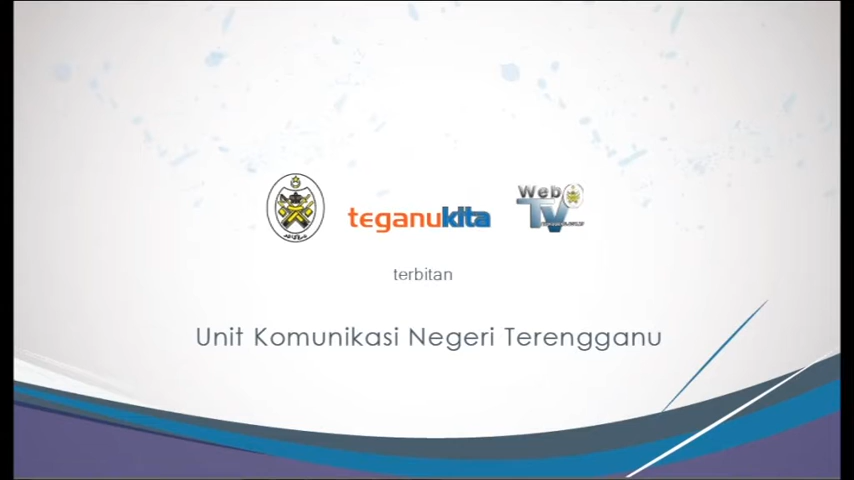 teganukita
Web
TV
terbitan
Unit Komunikasi Negeri Terengganu